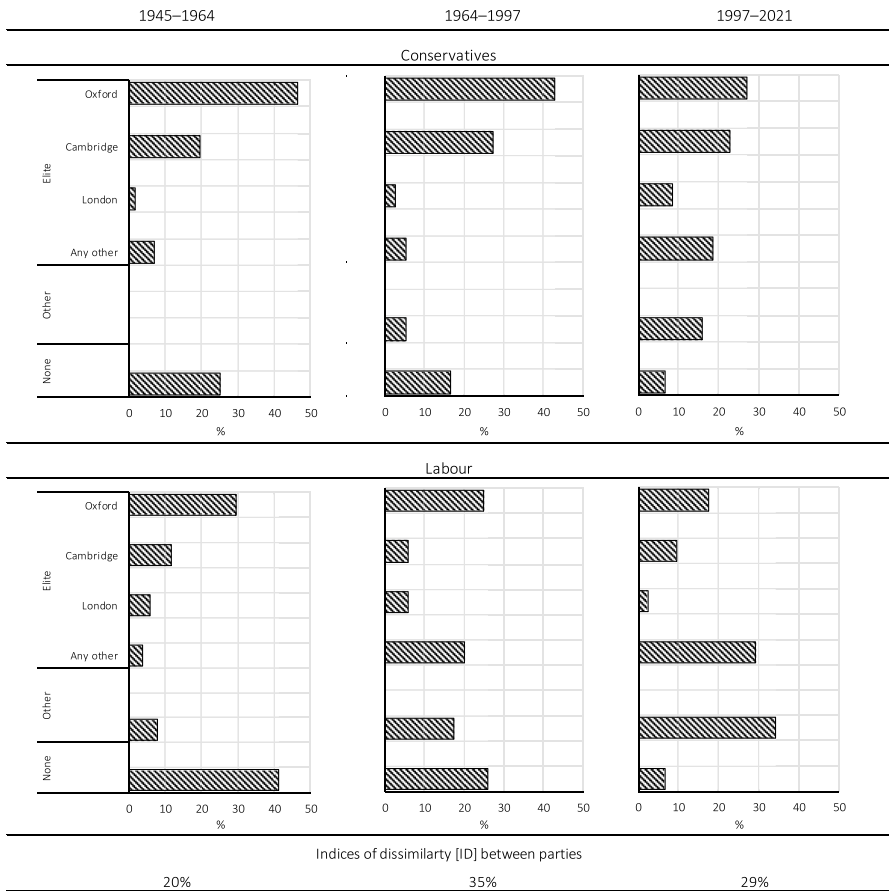 1945–1964 1964–1997 1997–2021
Conservatives
Elite
Oxford
Cambridge
London
Any other
Other
None
0 10 20 30 40 50 0 10 20 30 40 50 0 10 20 30 40 50
% % %
Labour
Elite
Oxford
Cambridge
London
Any other
Other
None
0 10 20 30 40 50 0 10 20 30 40 50 0 10 20 30 40 50
% % %
Indices of dissimilarty [ID] between parties
20% 35% 29%